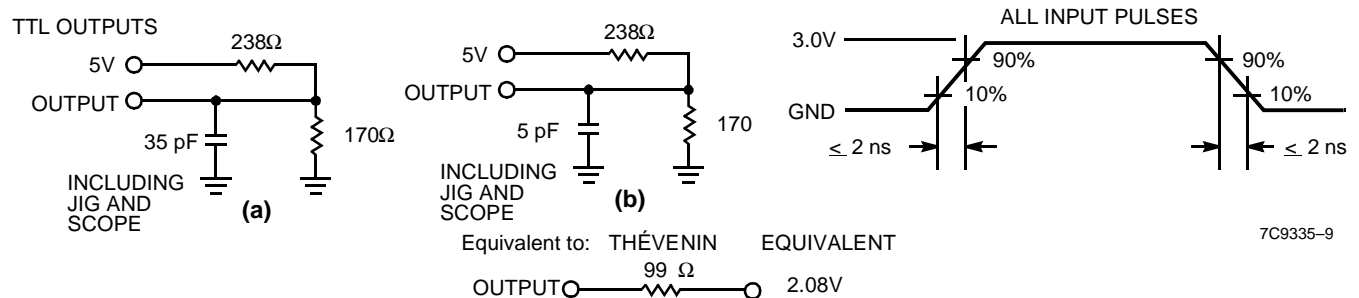 TTL OUTPUTS
238Ω
5V
OUTPUT
35 pF
170Ω
INCLUDING
JIG AND
SCOPE
(a)
238Ω
5V
OUTPUT
5 pF
170
INCLUDING
JIG AND
SCOPE
(b)
ALL INPUT PULSES
3.0V
90%
10%
GND
≤ 2 ns
90%
10%
≤ 2 ns
7C9335–9
Equivalent to: THÉVENIN EQUIVALENT
99 Ω
OUTPUT 2.08V